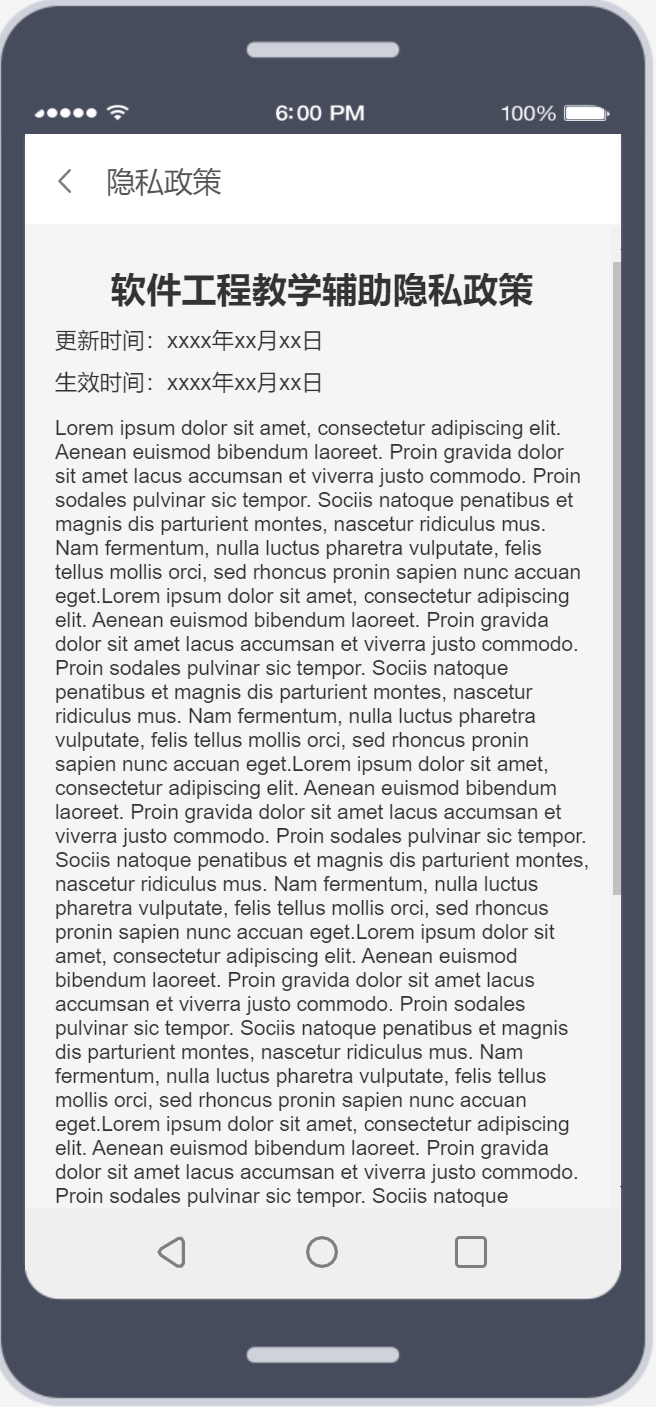 6:00 PM
100%
隐私政策
软件工程教学辅助隐私政策
更新时间：xxxx年xx月xx日
生效时间：xxxx年xx月xx日
Lorem ipsum dolor sit amet, consectetur adipiscing elit.
Aenean euismod bibendum laoreet. Proin gravida dolor
sit amet lacus accumsan et viverra justo commodo. Proin
sodales pulvinar sic tempor. Sociis natoque penatibus et
magnis dis parturient montes, nascetur ridiculus mus.
Nam fermentum, nulla luctus pharetra vulputate, felis
tellus mollis orci, sed rhoncus pronin sapien nunc accuan
eget.Lorem ipsum dolor sit amet, consectetur adipiscing
elit. Aenean euismod bibendum laoreet. Proin gravida
dolor sit amet lacus accumsan et viverra justo commodo.
Proin sodales pulvinar sic tempor. Sociis natoque
penatibus et magnis dis parturient montes, nascetur
ridiculus mus. Nam fermentum, nulla luctus pharetra
vulputate, felis tellus mollis orci, sed rhoncus pronin
sapien nunc accuan eget.Lorem ipsum dolor sit amet,
consectetur adipiscing elit. Aenean euismod bibendum
laoreet. Proin gravida dolor sit amet lacus accumsan et
viverra justo commodo. Proin sodales pulvinar sic tempor.
Sociis natoque penatibus et magnis dis parturient montes,
nascetur ridiculus mus. Nam fermentum, nulla luctus
pharetra vulputate, felis tellus mollis orci, sed rhoncus
pronin sapien nunc accuan eget.Lorem ipsum dolor sit
amet, consectetur adipiscing elit. Aenean euismod
bibendum laoreet. Proin gravida dolor sit amet lacus
accumsan et viverra justo commodo. Proin sodales
pulvinar sic tempor. Sociis natoque penatibus et magnis
dis parturient montes, nascetur ridiculus mus. Nam
fermentum, nulla luctus pharetra vulputate, felis tellus
mollis orci, sed rhoncus pronin sapien nunc accuan
eget.Lorem ipsum dolor sit amet, consectetur adipiscing
elit. Aenean euismod bibendum laoreet. Proin gravida
dolor sit amet lacus accumsan et viverra justo commodo.
Proin sodales pulvinar sic tempor. Sociis natoque